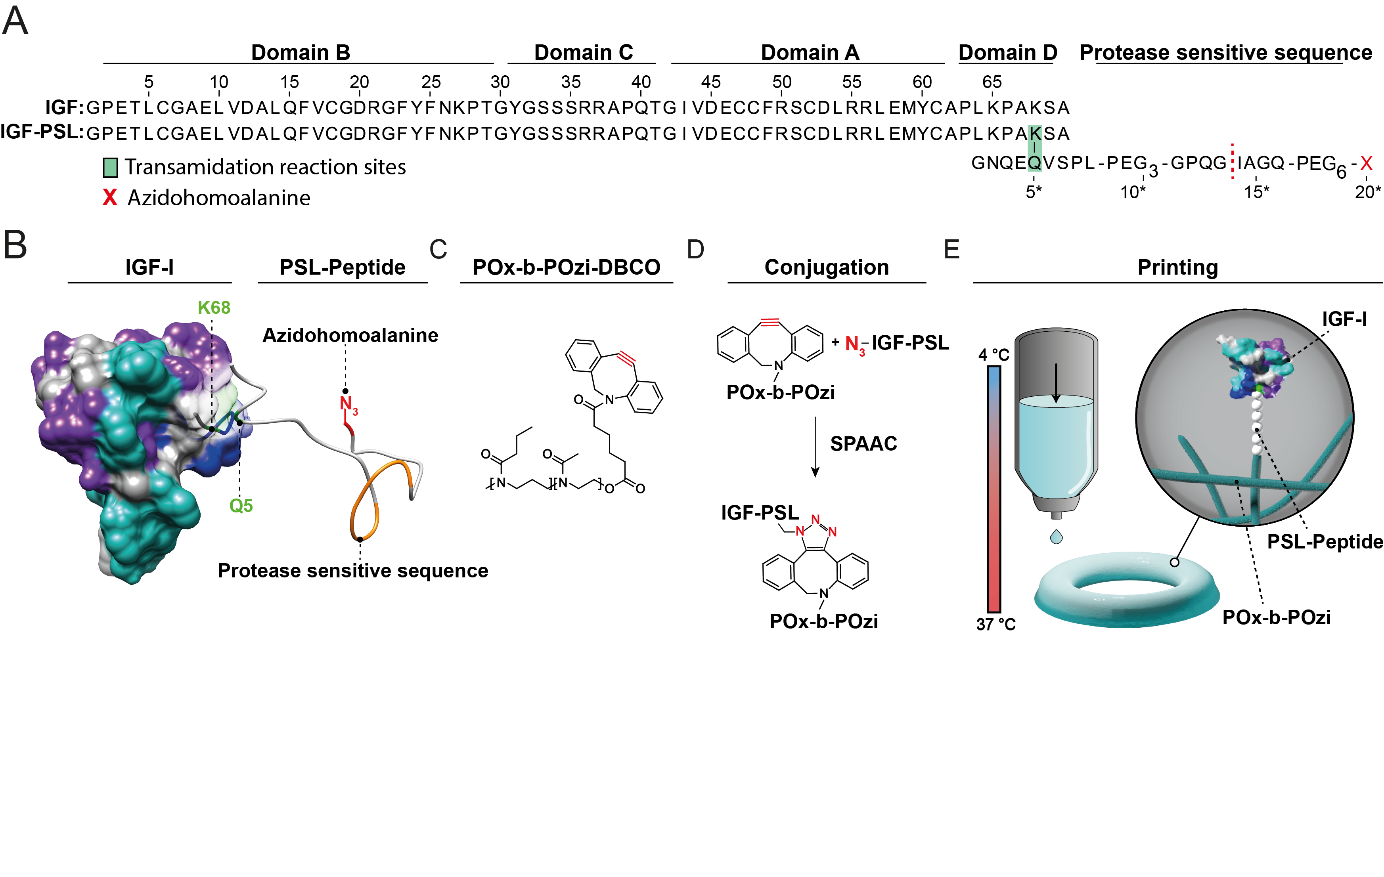 A
Domain B Domain C Domain A Domain D Protease sensitive sequence
5 10 15 20 25 30 35 40 45 50 55 60 65
IGF: GPETLCGAELVDALQFVCGDRGFYFNKPTGYGSSSRRAPQTGIVDECCFRSCDLRRLEMYCAPLKPAKSA
IGF-PSL: GPETLCGAELVDALQFVCGDRGFYFNKPTGYGSSSRRAPQTGIVDECCFRSCDLRRLEMYCAPLKPAKSA
Transamidation reaction sites
GNQEQVSPL-PEG3-GPQG IAGQ-PEG6-X
X Azidohomoalanine
5* 10* 15* 20*
B
IGF-I PSL-Peptide
K68
Azidohomoalanine
N3
Q5
Protease sensitive sequence
C
POx-b-POzi-DBCO
N
O
O
O
N
N
O
O
D
Conjugation
+ N3-IGF-PSL
N
POx-b-POzi
SPAAC
IGF-PSL
N
N
N
N
POx-b-POzi
E
Printing
4 °C
37 °C
IGF-I
PSL-Peptide
POx-b-POzi